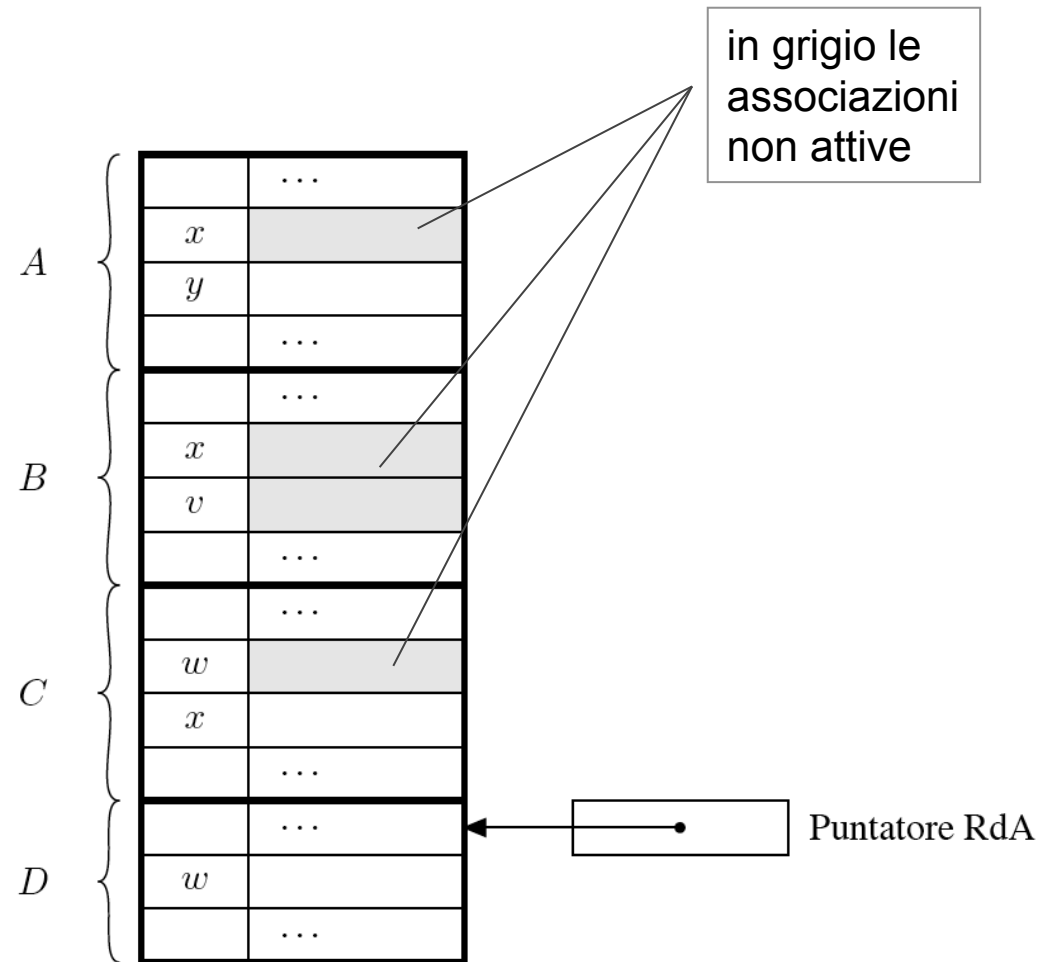 in grigio le
associazioni
non attive
A
...
x
y
...
B
...
x
v
...
C
...
w
x
...
D
...
w
...
Puntatore RdA